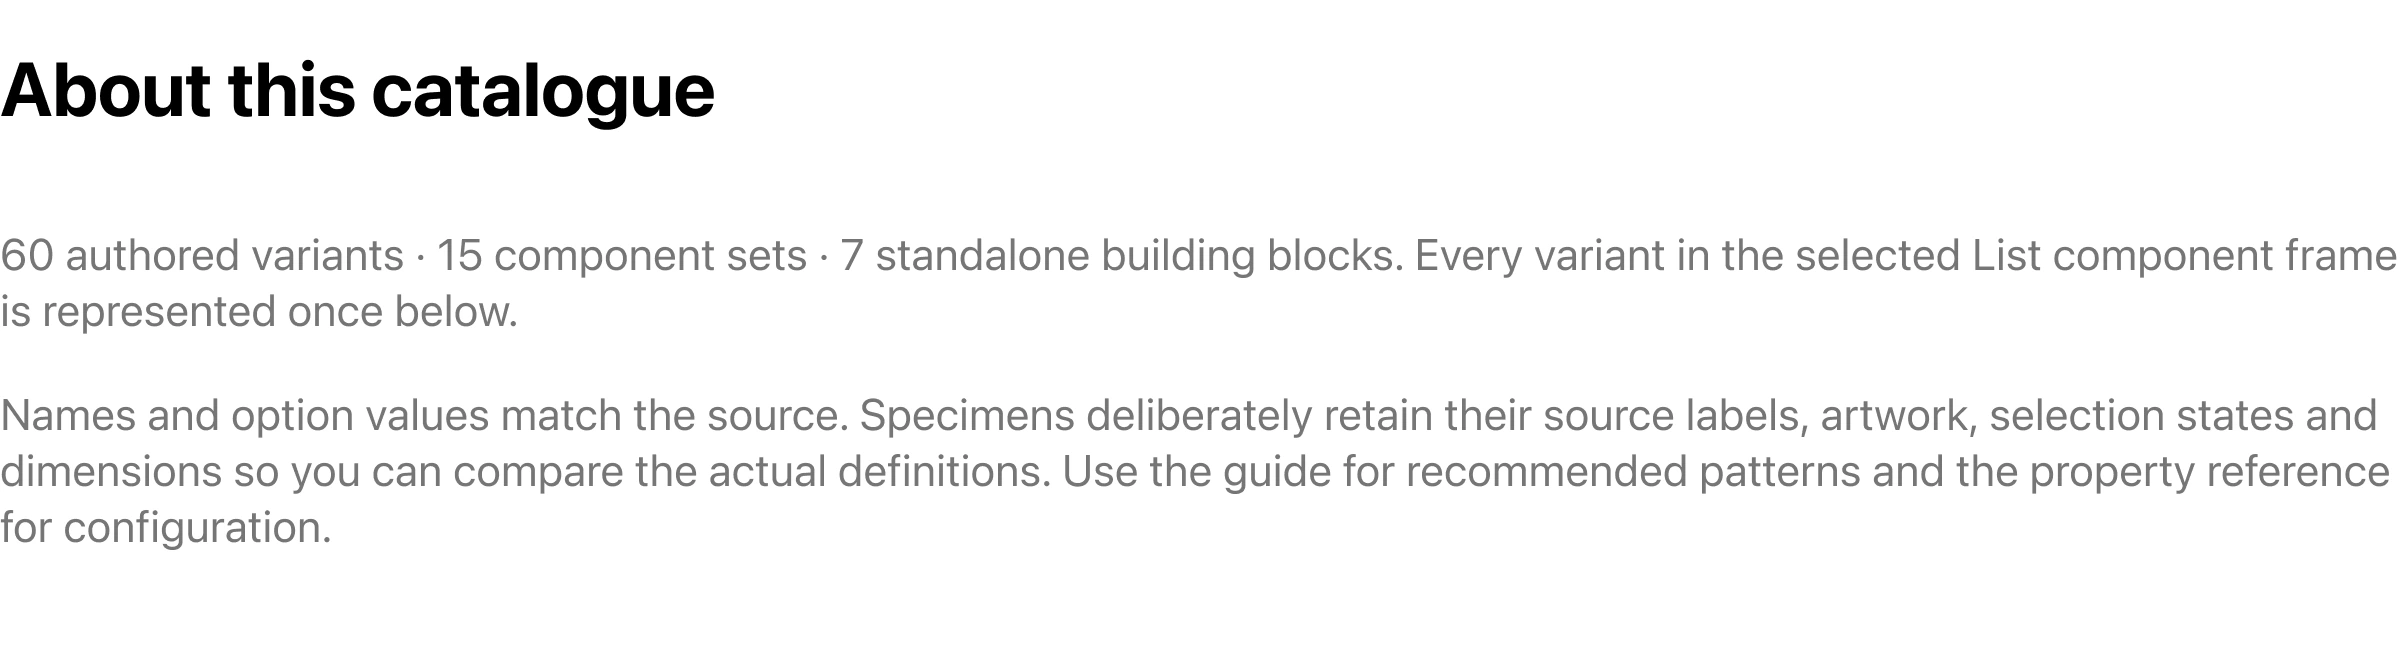 About this catalogue
60 authored variants · 15 component sets · 7 standalone building blocks. Every variant in the selected List component frame
is represented once below.
Names and option values match the source. Specimens deliberately retain their source labels, artwork, selection states and
dimensions so you can compare the actual definitions. Use the guide for recommended patterns and the property reference
for configuration.